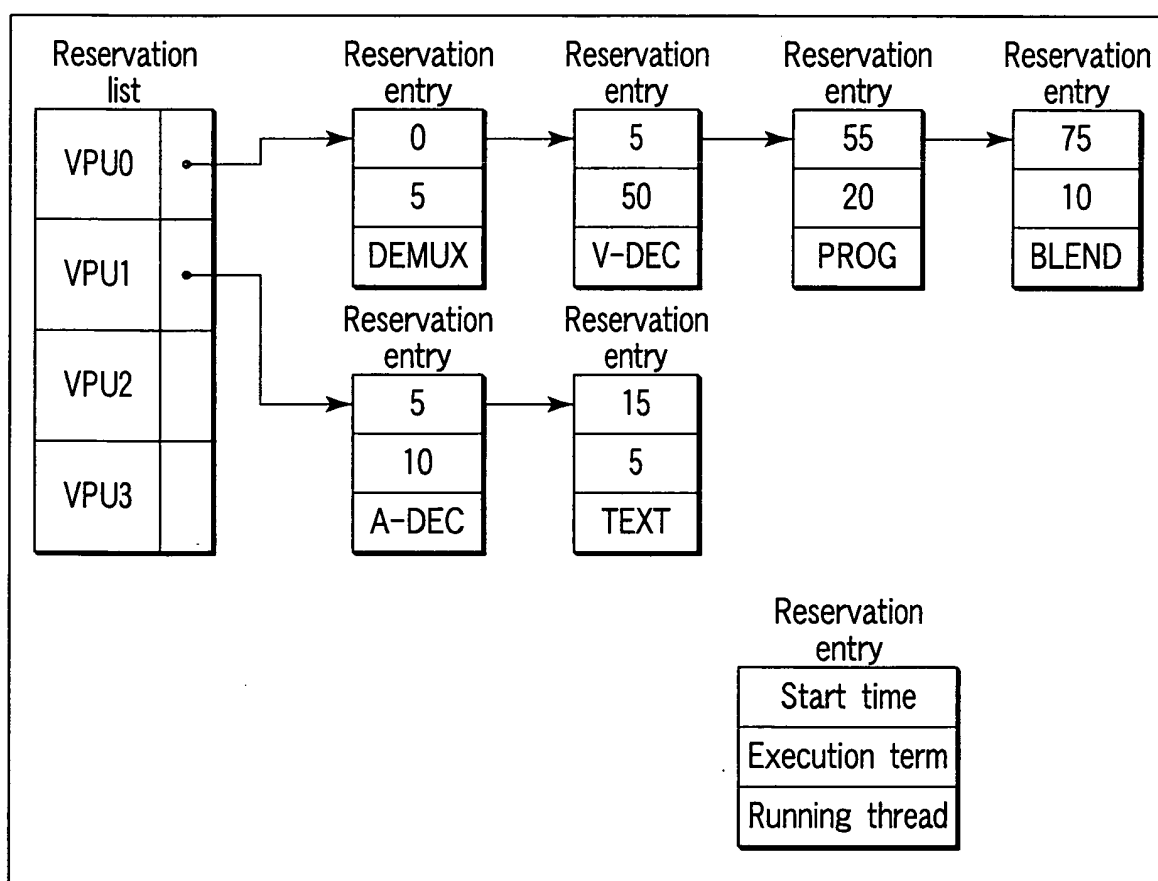 Reservation
list
VPU0
VPU1
VPU2
VPU3
Reservation
entry
0
5
DEMUX
Reservation
entry
5
50
V-DEC
Reservation
entry
55
20
PROG
Reservation
entry
75
10
BLEND
Reservation
entry
5
10
A-DEC
Reservation
entry
15
5
TEXT
Reservation
entry
Start time
Execution term
Running thread